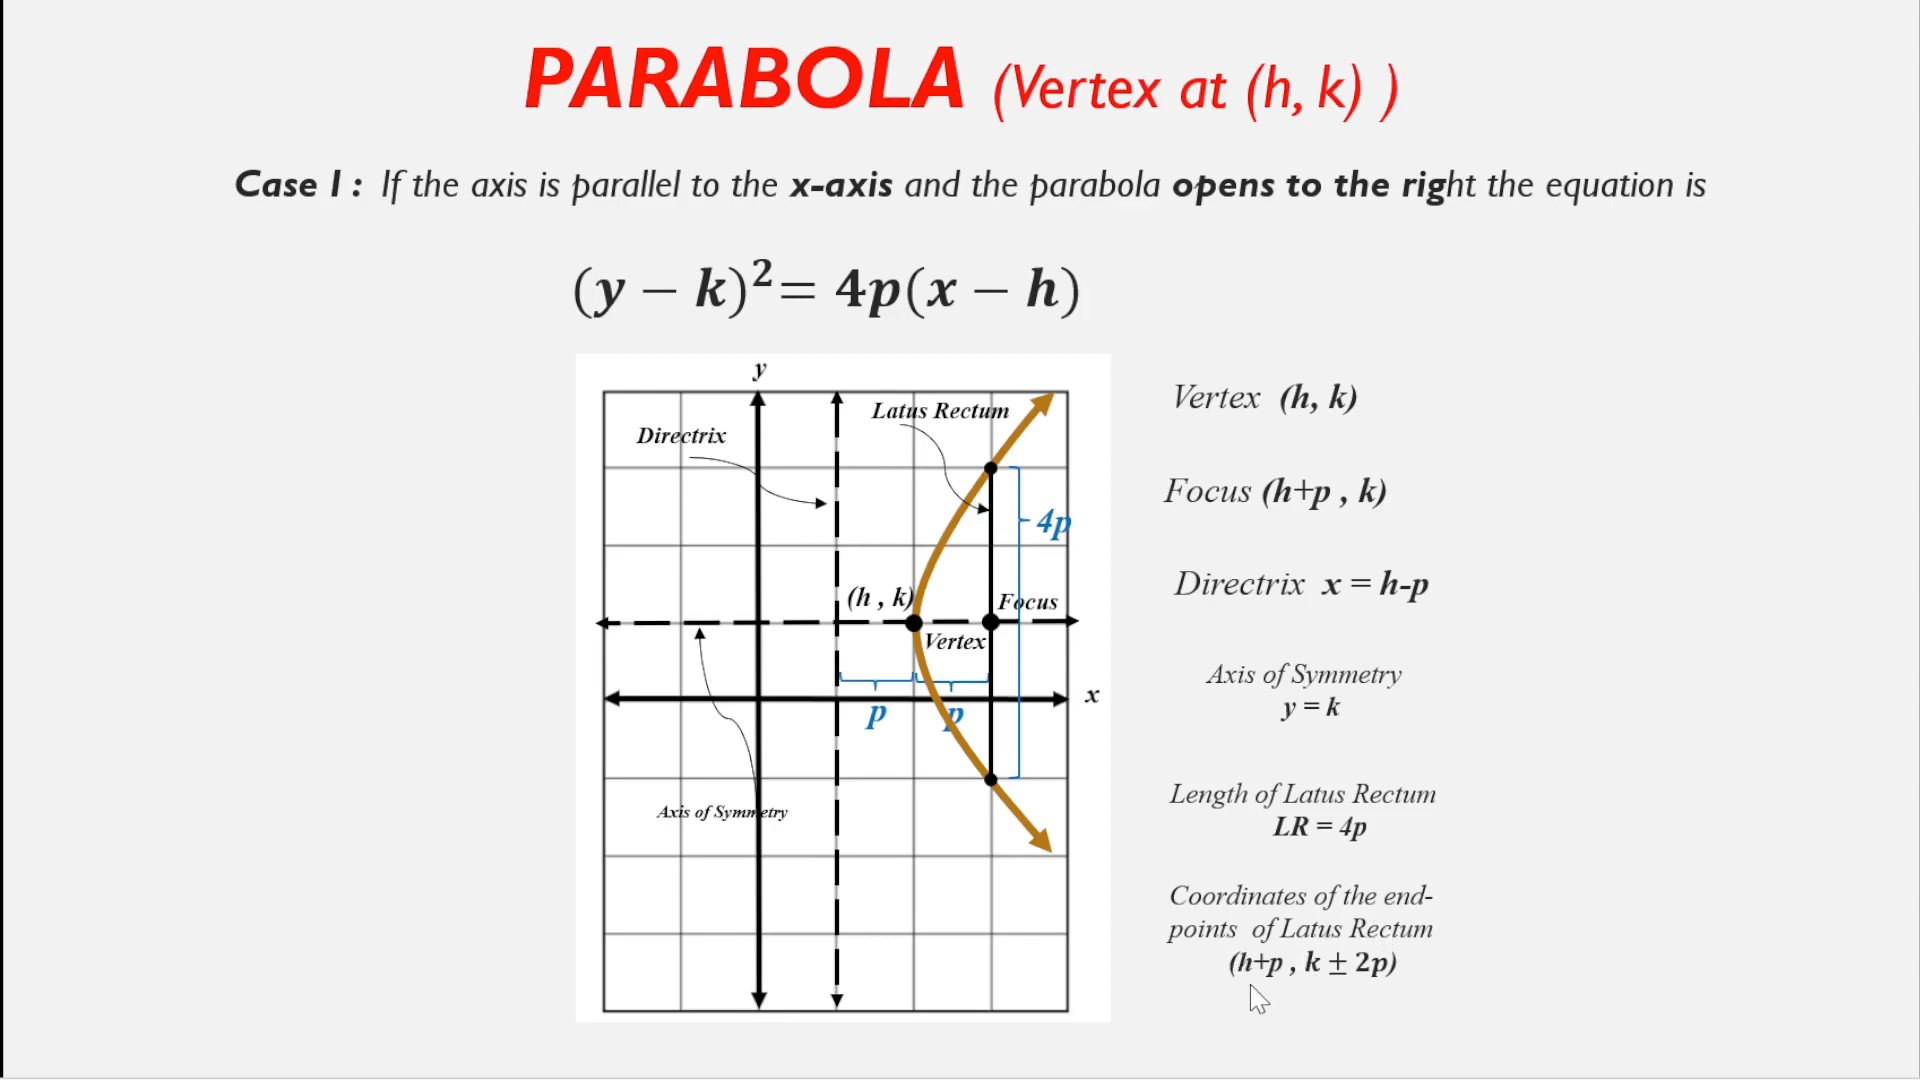 PARABOLA (Vertex at (h, k) )
Case I : If the axis is parallel to the x-axis and the parabola opens to the right the equation is
(y − k)²= 4p(x − h)
y
Latus Rectum
Directrix
4p
(h , k)
Focus
Vertex
x
p
p
Axis of Symmetry
Vertex (h, k)
Focus (h+p , k)
Directrix x = h-p
Axis of Symmetry
y = k
Length of Latus Rectum
LR = 4p
Coordinates of the end-
points of Latus Rectum
(h+p , k ± 2p)